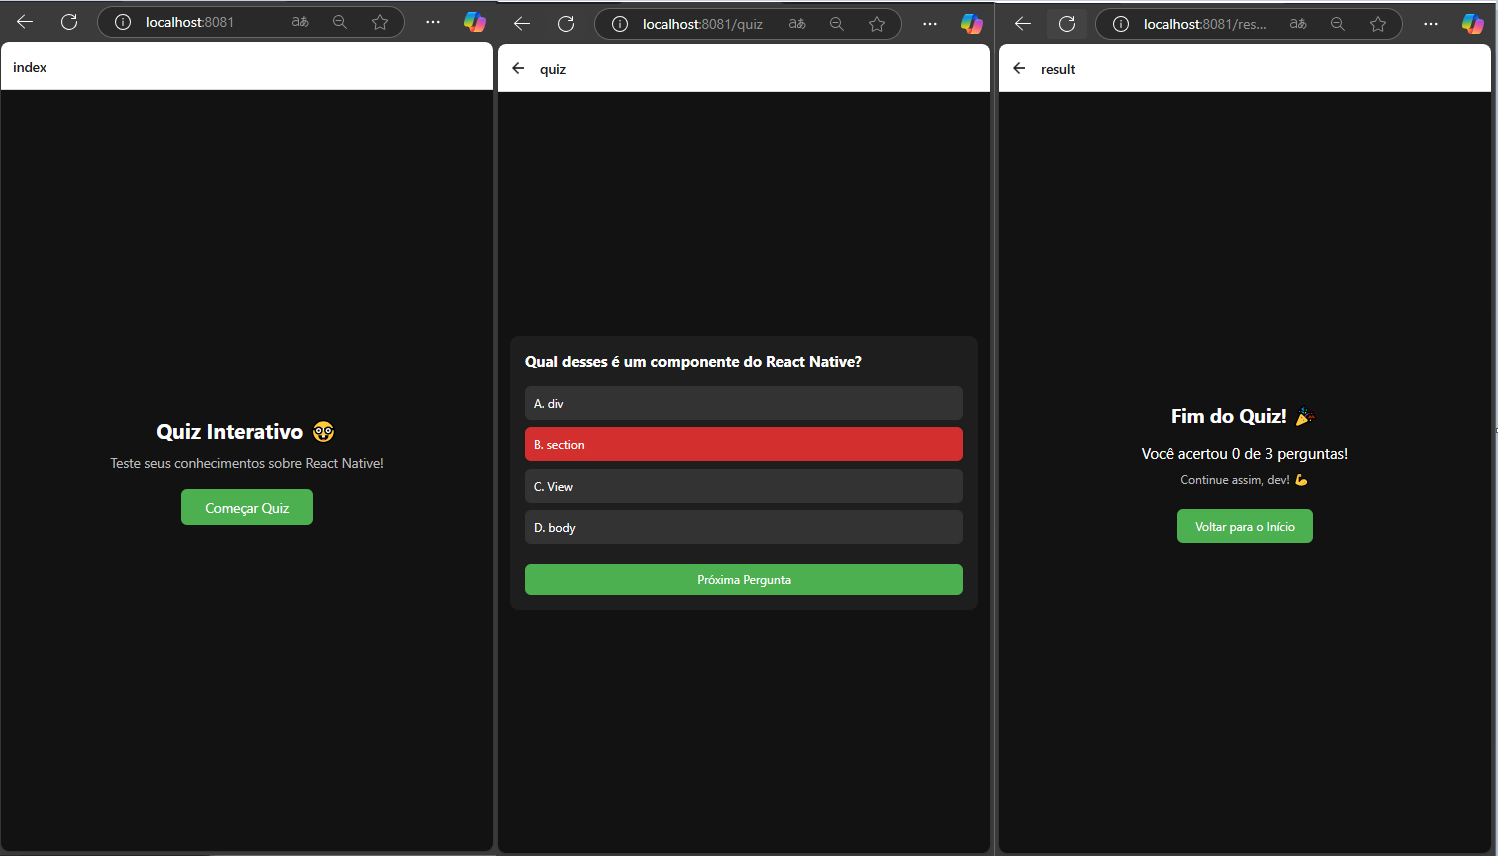 localhost:8081
index
Quiz Interativo 🤓
Teste seus conhecimentos sobre React Native!
Começar Quiz
localhost:8081/quiz
quiz
Qual desses é um componente do React Native?
A. div
B. section
C. View
D. body
Próxima Pergunta
localhost:8081/res...
result
Fim do Quiz! 🎉
Você acertou 0 de 3 perguntas!
Continue assim, dev! 💪
Voltar para o Início